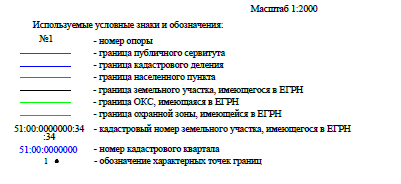 Масштаб 1:2000
Используемые условные знаки и обозначения:
№1 - номер опоры
- граница публичного сервитута
- граница кадастрового деления
- граница населенного пункта
- граница земельного участка, имеющегося в ЕГРН
- граница ОКС, имеющаяся в ЕГРН
- граница охранной зоны, имеющейся в ЕГРН
51:00:0000000:34 - кадастровый номер земельного участка, имеющегося в ЕГРН
:34
51:00:0000000 - номер кадастрового квартала
1 ● - обозначение характерных точек границ